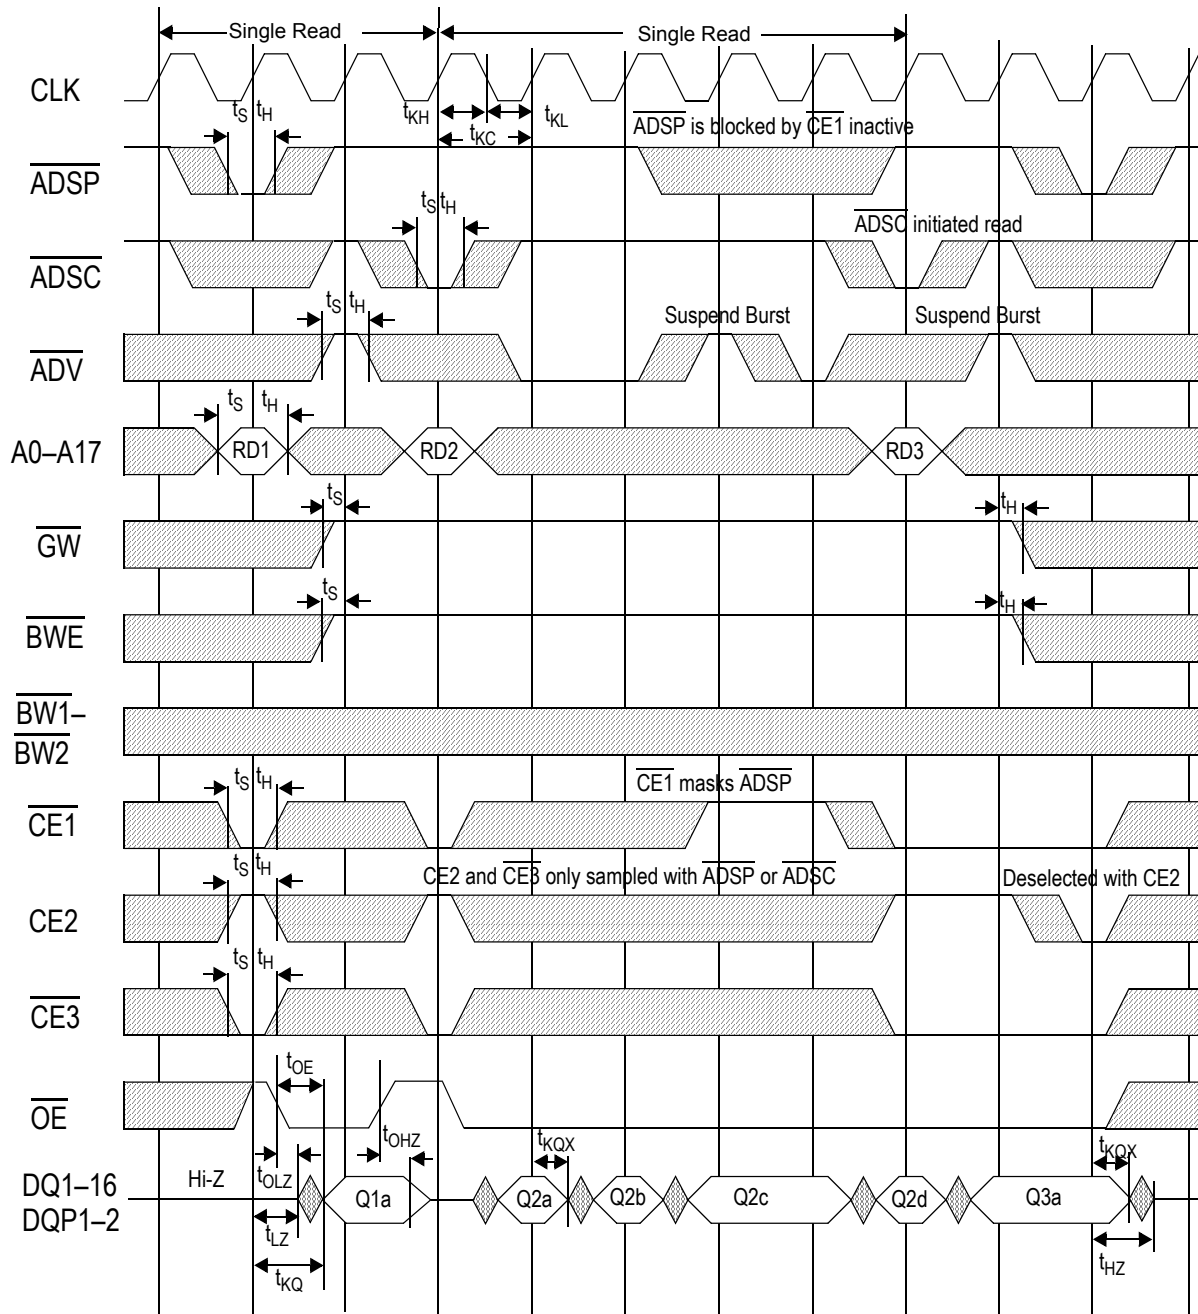 Single Read Single Read
CLK
tS tH tKH tKL
tKC
ADSP is blocked by CE1 inactive
ADSP
tS tH
ADSC initiated read
ADSC
tS tH Suspend Burst Suspend Burst
ADV
tS tH
A0–A17 RD1 RD2 RD3
tS tH
GW
tS tH
BWE
BW1–
BW2
tS tH CE1 masks ADSP
CE1
tS tH CE2 and CE3 only sampled with ADSP or ADSC Deselected with CE2
CE2
tS tH
CE3
tOE
OE
tOHZ tKQX tKQX
Hi-Z tOLZ
DQ1–16 Q1a Q2a Q2b Q2c Q2d Q3a
DQP1–2
tLZ tHZ
tKQ